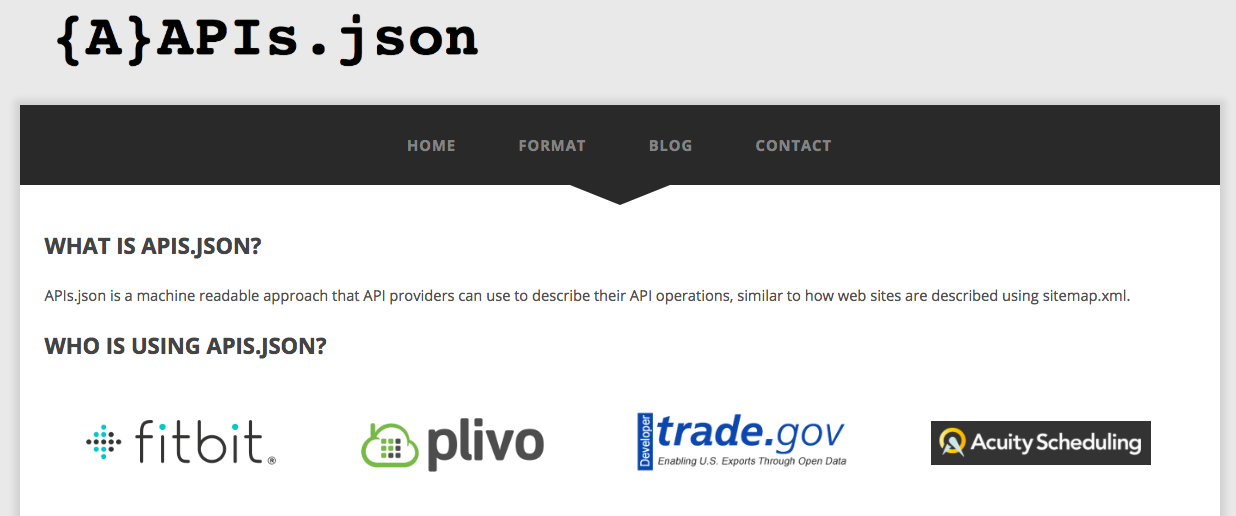 {A}APIs.json
HOME FORMAT BLOG CONTACT
WHAT IS APIS.JSON?
APIs.json is a machine readable approach that API providers can use to describe their API operations, similar to how web sites are described using sitemap.xml.
WHO IS USING APIS.JSON?
fitbit®
plivo
Developer
trade.gov
Enabling U.S. Exports Through Open Data
Acuity Scheduling